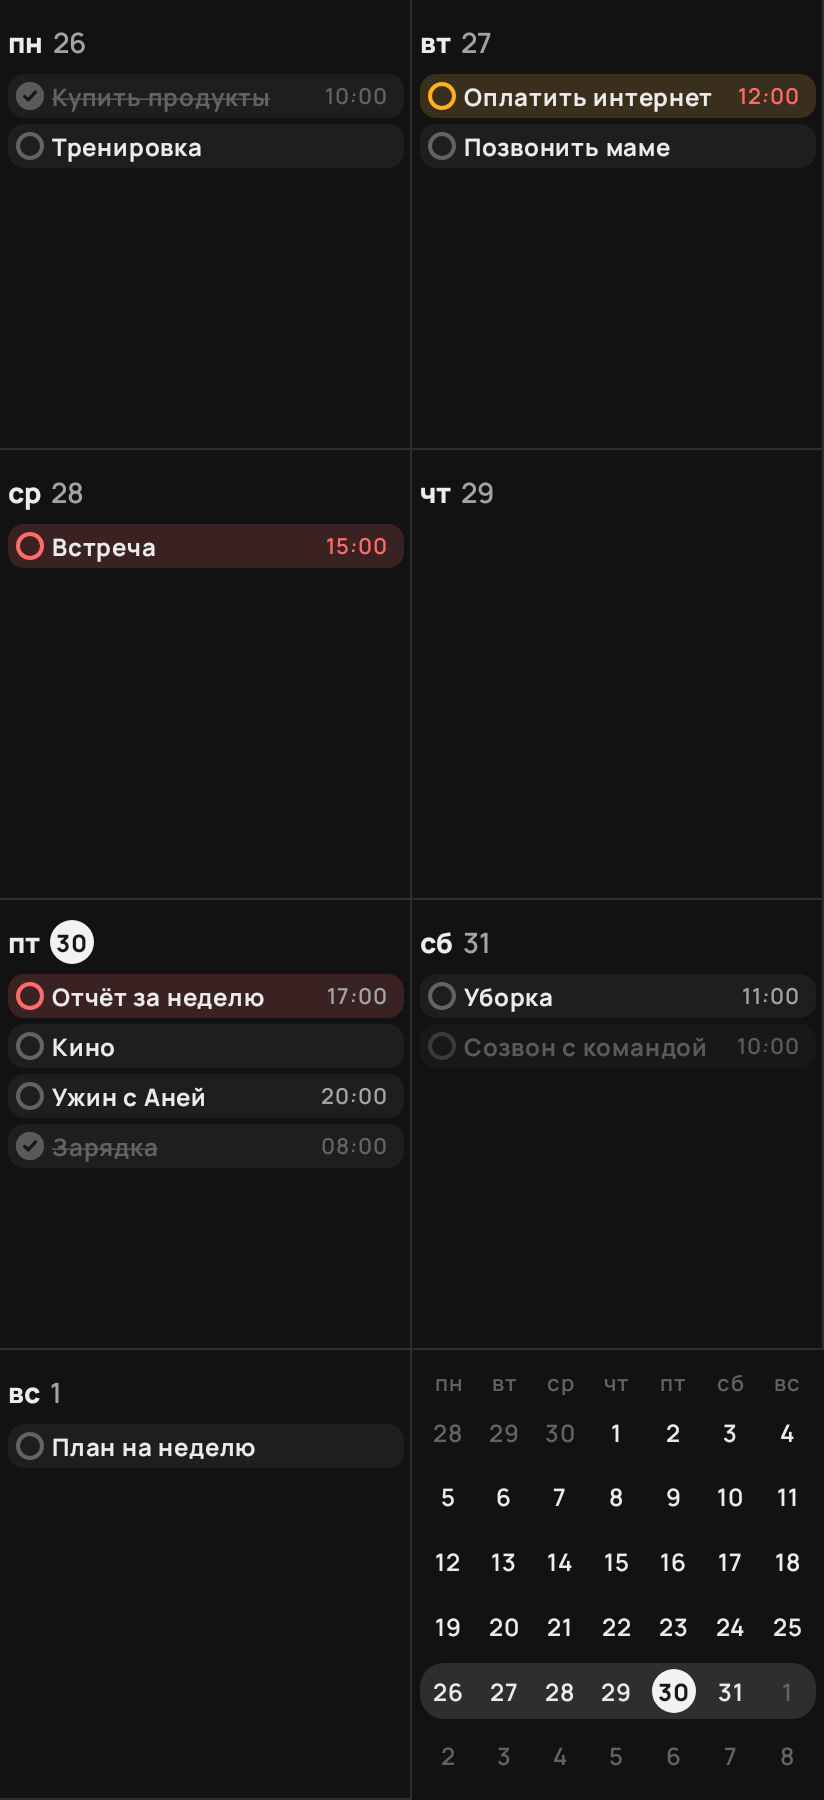 пн 26
Купить продукты 10:00
Тренировка
вт 27
Оплатить интернет 12:00
Позвонить маме
ср 28
Встреча 15:00
чт 29
пт 30
Отчёт за неделю 17:00
Кино
Ужин с Аней 20:00
Зарядка 08:00
сб 31
Уборка 11:00
Созвон с командой 10:00
вс 1
План на неделю
пн вт ср чт пт сб вс
28 29 30 1 2 3 4
5 6 7 8 9 10 11
12 13 14 15 16 17 18
19 20 21 22 23 24 25
26 27 28 29 30 31 1
2 3 4 5 6 7 8